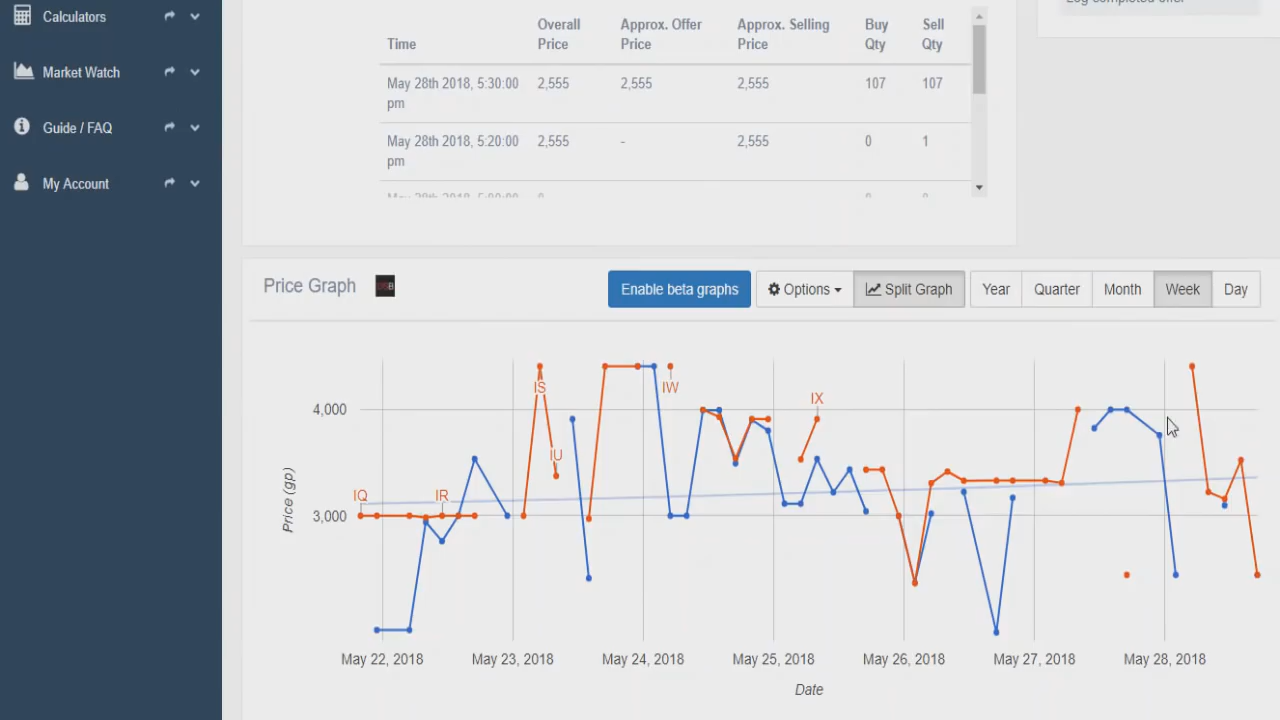 Calculators
Market Watch
Guide / FAQ
My Account
Time
Overall
Price
Approx. Offer
Price
Approx. Selling
Price
Buy
Qty
Sell
Qty
May 28th 2018, 5:30:00
pm
2,555
2,555
2,555
107
107
May 28th 2018, 5:20:00
pm
2,555
-
2,555
0
1
Log completed offer
Price Graph
Enable beta graphs
Options
Split Graph
Year
Quarter
Month
Week
Day
Price (gp)
4,000
3,000
IQ
IR
IS
IU
IW
IX
May 22, 2018
May 23, 2018
May 24, 2018
May 25, 2018
May 26, 2018
May 27, 2018
May 28, 2018
Date